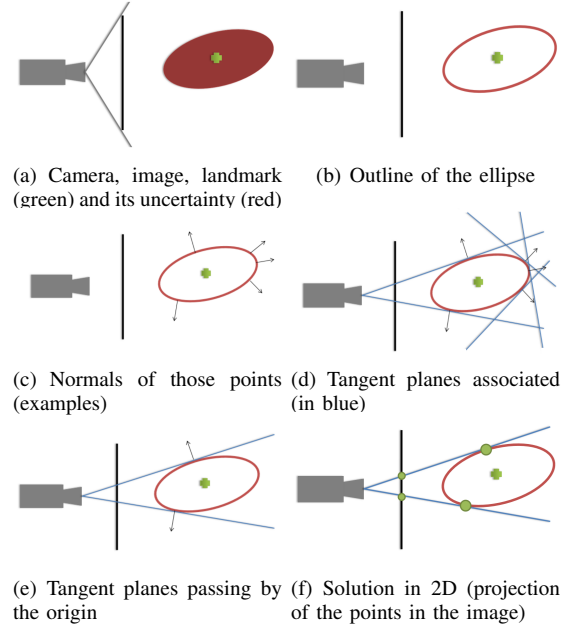 (a) Camera, image, landmark
(green) and its uncertainty (red)
(b) Outline of the ellipse
(c) Normals of those points
(examples)
(d) Tangent planes associated
(in blue)
(e) Tangent planes passing by
the origin
(f) Solution in 2D (projection
of the points in the image)